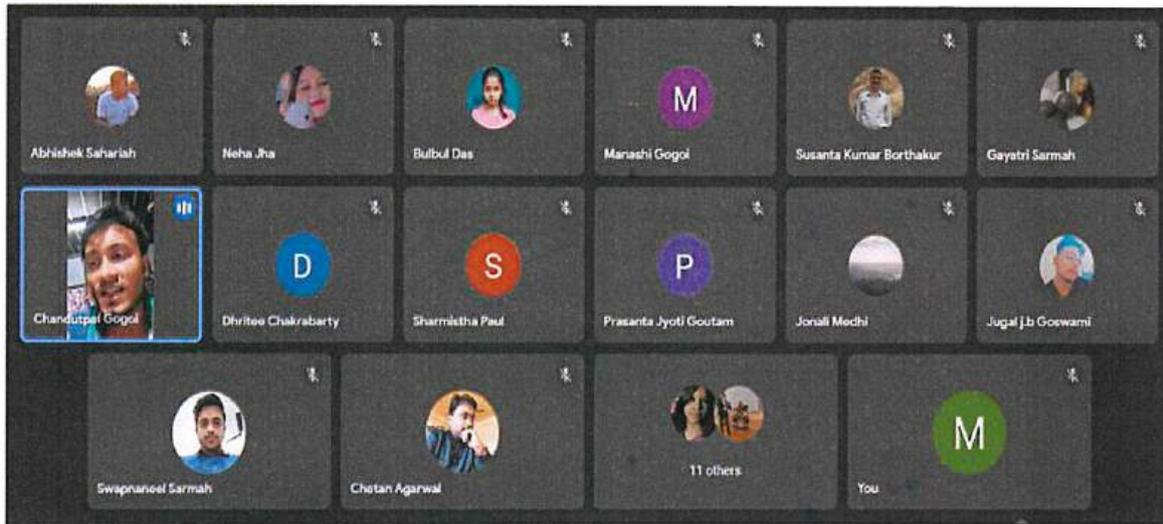 Abhishek Sahariah
Neha Jha
Bulbul Das
M
Manashi Gogoi
Susanta Kumar Borthakur
Gayatri Sarmah
Chandutpal Gogoi
D
Dhritee Chakrabarty
S
Sharmistha Paul
P
Prasanta Jyoti Goutam
Jonali Medhi
Jugal j.b Goswami
Swapnaneel Sarmah
Chetan Agarwal
11 others
M
You